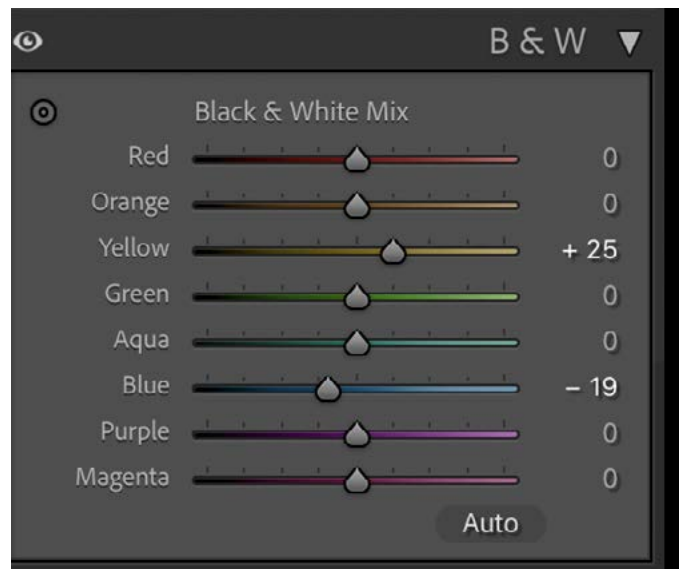 B & W
Black & White Mix
Red 0
Orange 0
Yellow + 25
Green 0
Aqua 0
Blue – 19
Purple 0
Magenta 0
Auto